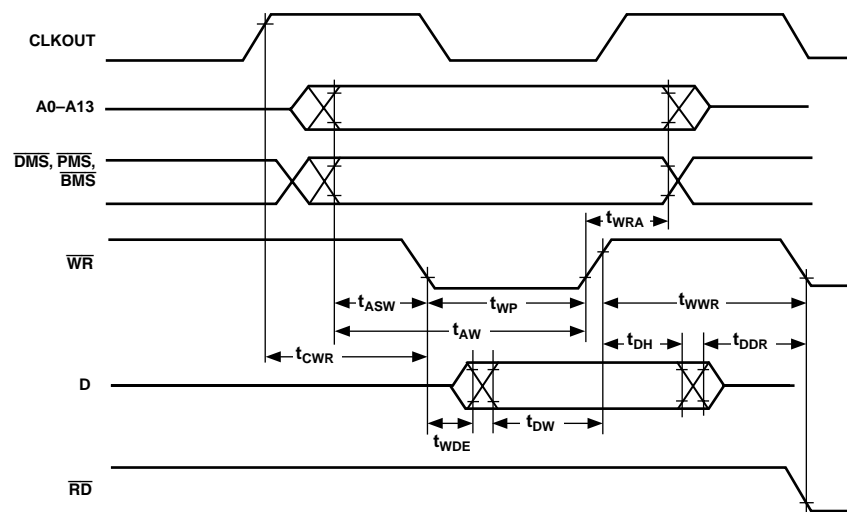 CLKOUT
A0–A13
DMS, PMS,
BMS
tWRA
WR
tASW
tWP
tWWR
tAW
tDH
tDDR
tCWR
D
tWDE
tDW
RD